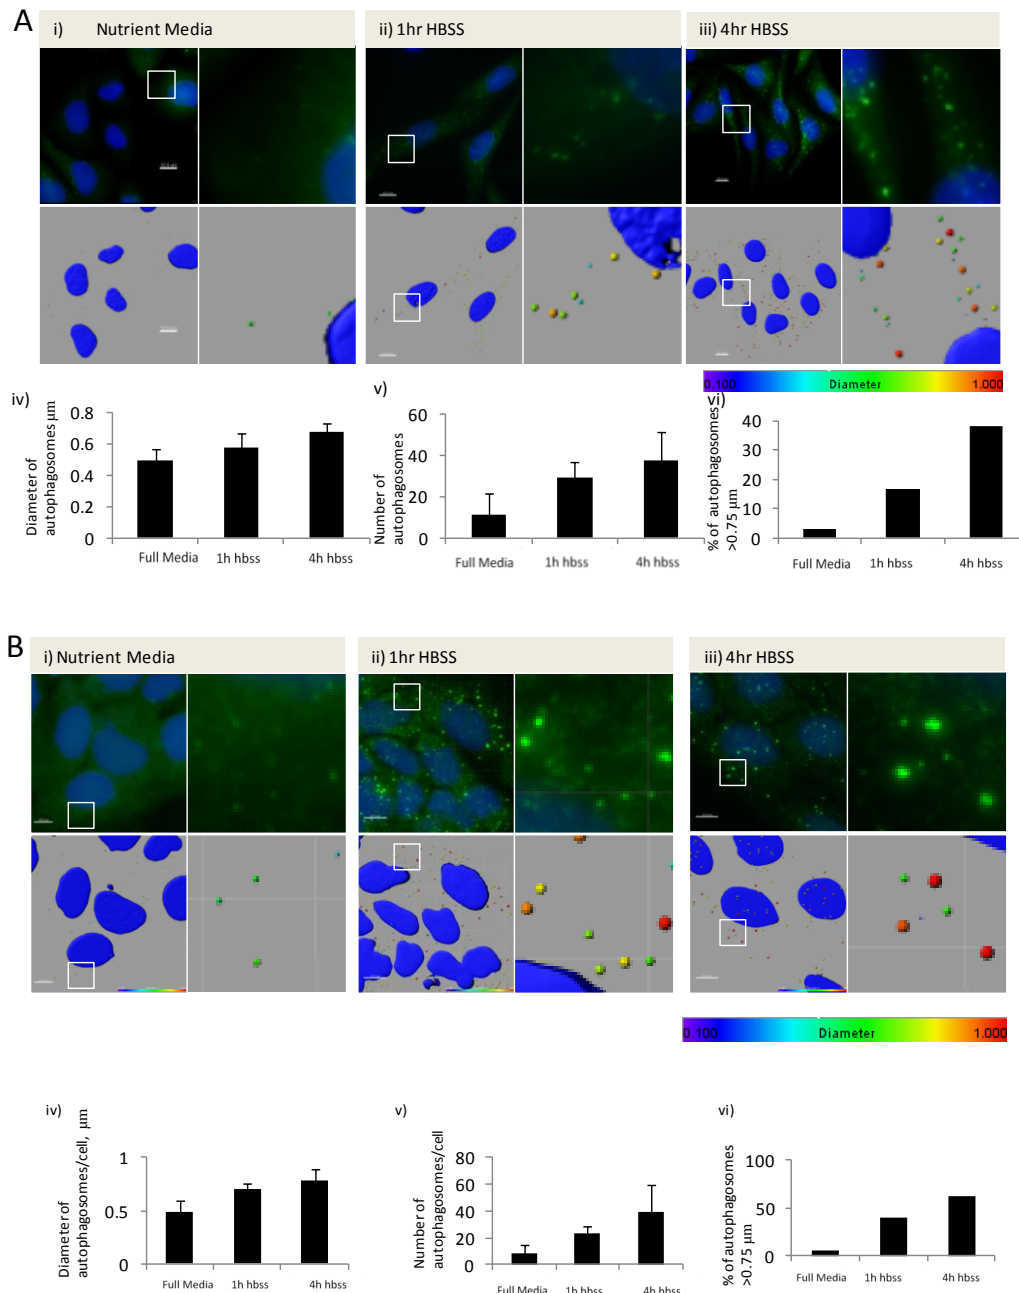 A
i) Nutrient Media
ii) 1hr HBSS
iii) 4hr HBSS
0.100 Diameter 1.000
iv)
Diameter of
autophagosomes μm
0.8
0.6
0.4
0.2
0
Full Media 1h hbss 4h hbss
v)
Number of
autophagosomes
60
40
20
0
Full Media 1h hbss 4h hbss
vi)
% of autophagosomes
>0.75 μm
40
30
20
10
0
Full Media 1h hbss 4h hbss
B
i) Nutrient Media
ii) 1hr HBSS
iii) 4hr HBSS
0.100 Diameter 1.000
iv)
Diameter of
autophagosomes/cell, μm
1
0.5
0
Full Media 1h hbss 4h hbss
v)
Number of
autophagosomes/cell
80
60
40
20
0
Full Media 1h hbss 4h hbss
vi)
% of autophagosomes
>0.75 μm
100
50
0
Full Media 1h hbss 4h hbss